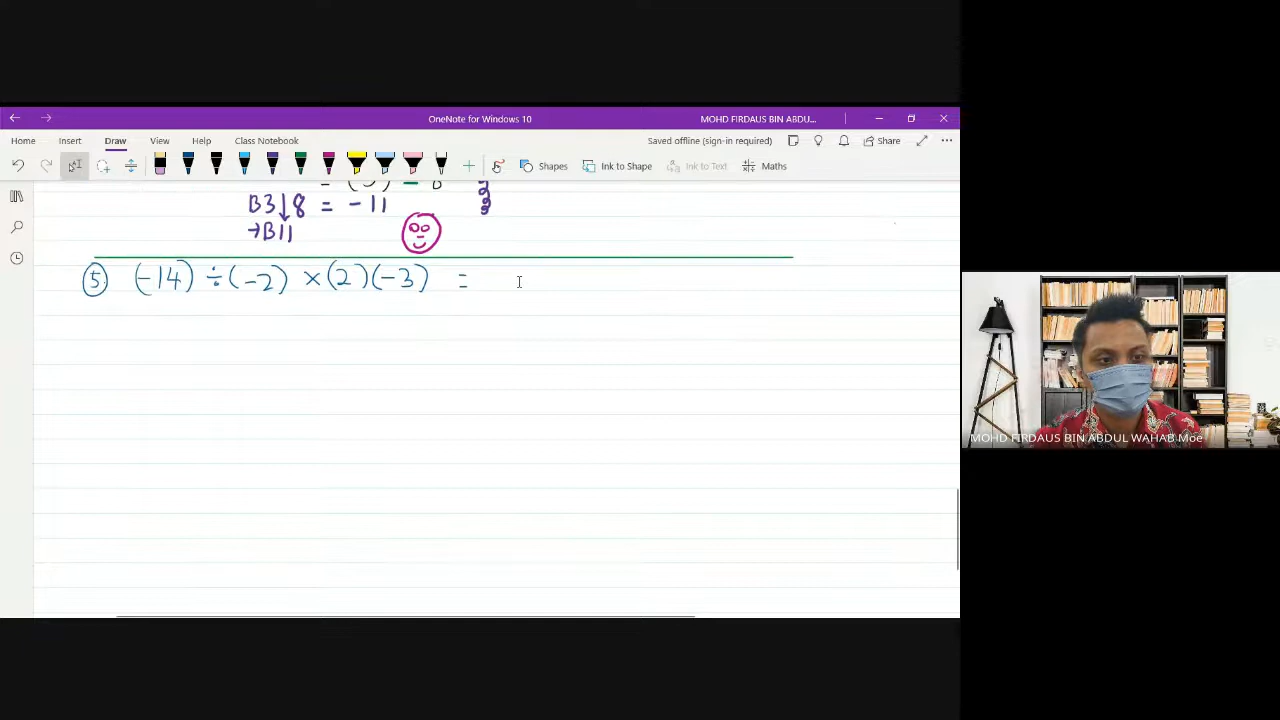 OneNote for Windows 10
MOHD FIRDAUS BIN ABDU...
Home Insert Draw View Help Class Notebook
Saved offline (sign-in required) Share
Shapes Ink to Shape Ink to Text Maths
B3↓8 = -11
→B11
5. (-14) ÷ (-2) × (2)(-3) =
MOHD FIRDAUS BIN ABDUL WAHAB Moe